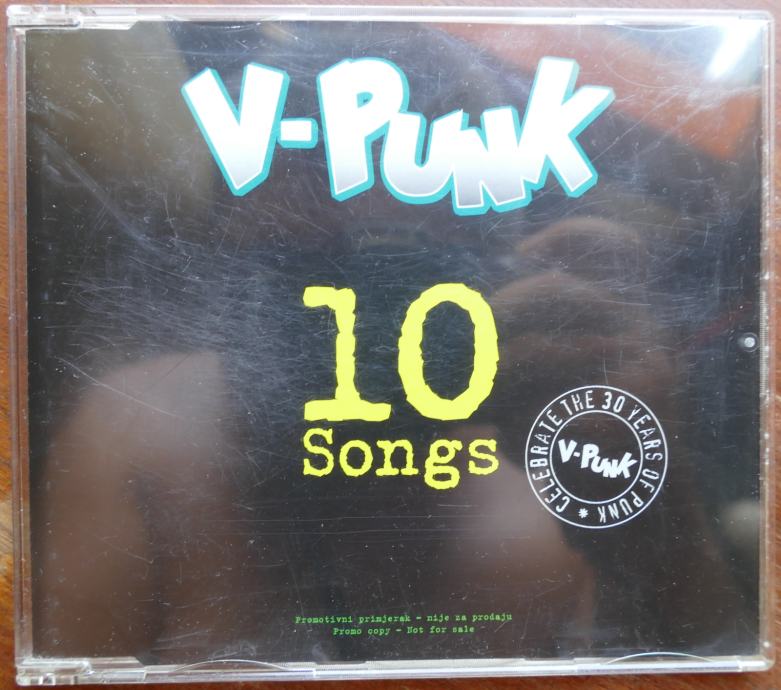 V-PUNK
10
Songs
CELEBRATE THE 30 YEARS OF PUNK *
V-PUNK
Promotivni primjerak - nije za prodaju
Promo copy - Not for sale